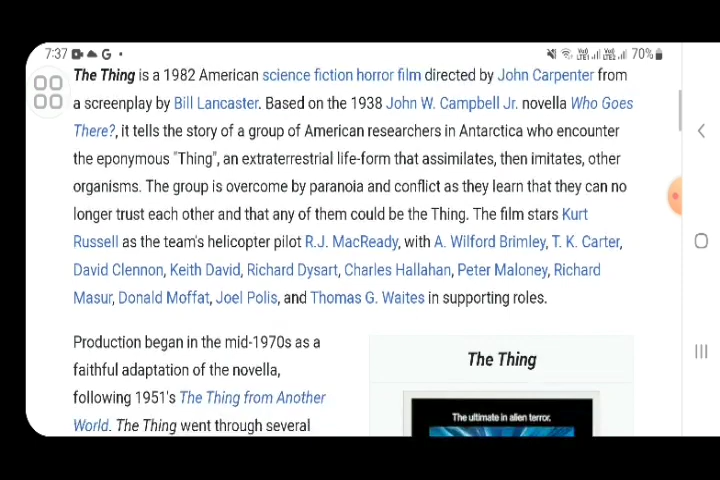 7:37 G • 70%
The Thing is a 1982 American science fiction horror film directed by John Carpenter from
a screenplay by Bill Lancaster. Based on the 1938 John W. Campbell Jr. novella Who Goes
There?, it tells the story of a group of American researchers in Antarctica who encounter
the eponymous "Thing", an extraterrestrial life-form that assimilates, then imitates, other
organisms. The group is overcome by paranoia and conflict as they learn that they can no
longer trust each other and that any of them could be the Thing. The film stars Kurt
Russell as the team's helicopter pilot R.J. MacReady, with A. Wilford Brimley, T. K. Carter,
David Clennon, Keith David, Richard Dysart, Charles Hallahan, Peter Maloney, Richard
Masur, Donald Moffat, Joel Polis, and Thomas G. Waites in supporting roles.
Production began in the mid-1970s as a
faithful adaptation of the novella,
following 1951's The Thing from Another
World. The Thing went through several
The Thing
The ultimate in alien terror.